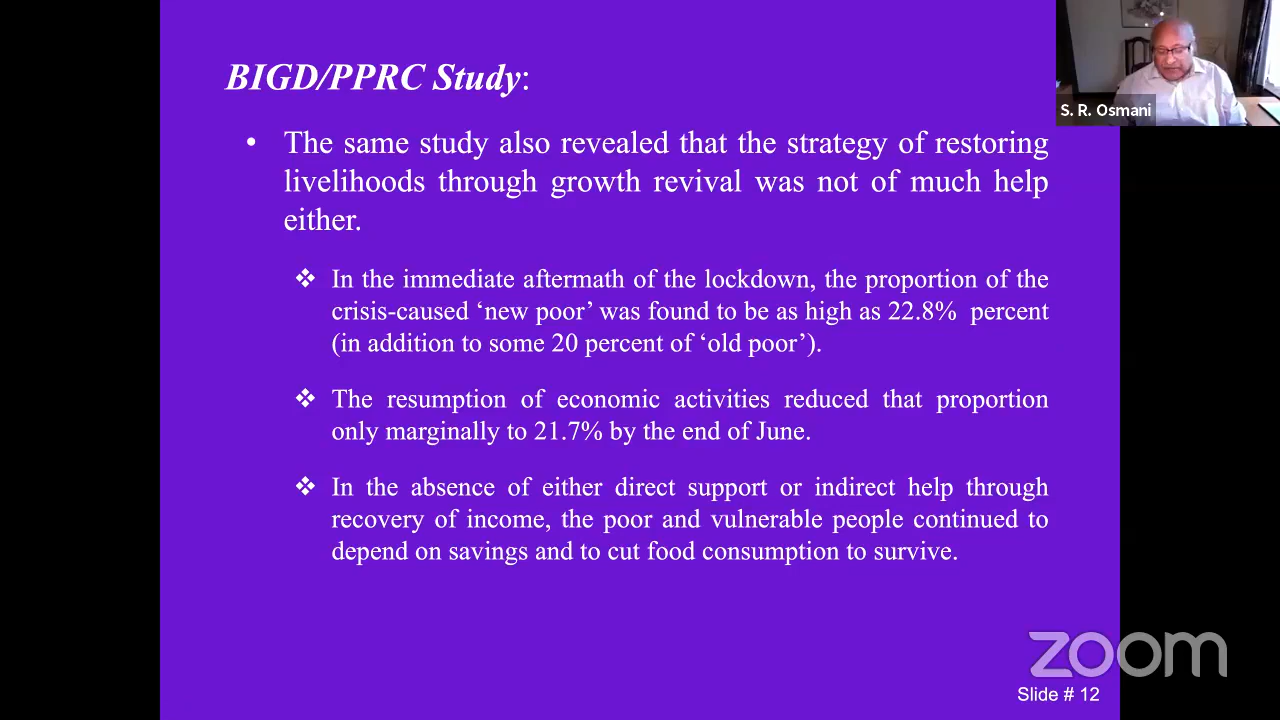 BIGD/PPRC Study:
S. R. Osmani
• The same study also revealed that the strategy of restoring
livelihoods through growth revival was not of much help
either.
❖ In the immediate aftermath of the lockdown, the proportion of the
crisis-caused ‘new poor’ was found to be as high as 22.8% percent
(in addition to some 20 percent of ‘old poor’).
❖ The resumption of economic activities reduced that proportion
only marginally to 21.7% by the end of June.
❖ In the absence of either direct support or indirect help through
recovery of income, the poor and vulnerable people continued to
depend on savings and to cut food consumption to survive.
zoom
Slide # 12